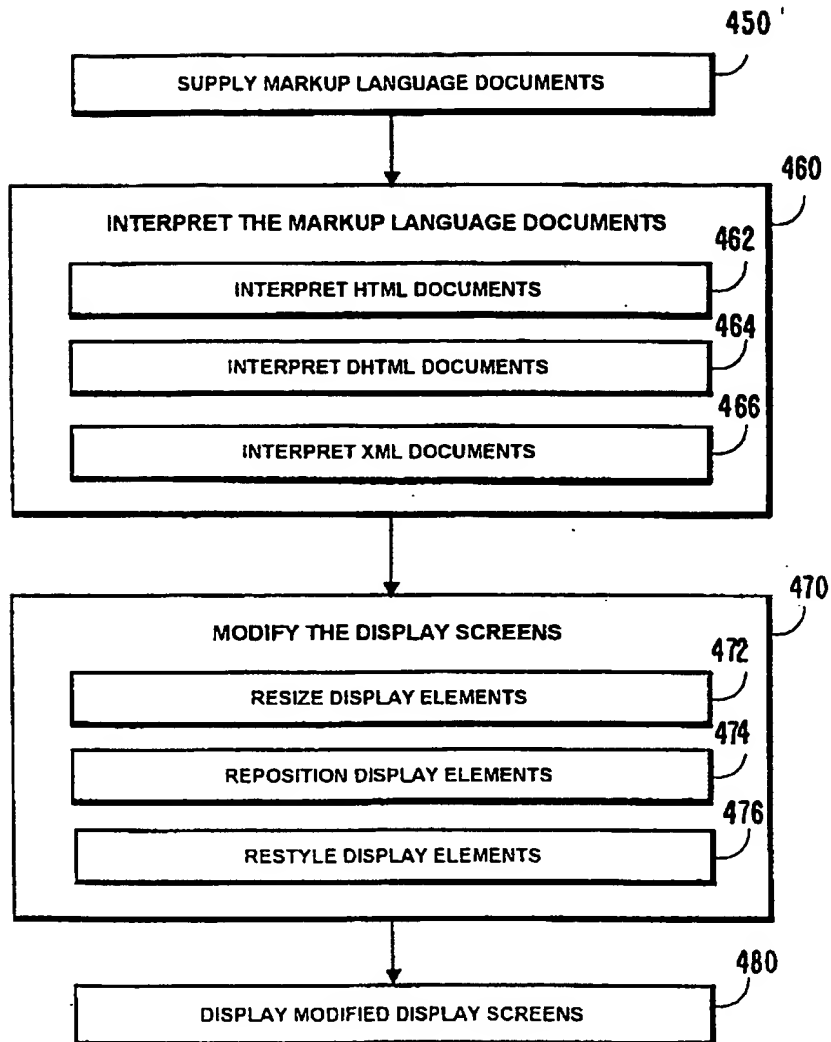 450
SUPPLY MARKUP LANGUAGE DOCUMENTS
460
INTERPRET THE MARKUP LANGUAGE DOCUMENTS
462
INTERPRET HTML DOCUMENTS
464
INTERPRET DHTML DOCUMENTS
466
INTERPRET XML DOCUMENTS
470
MODIFY THE DISPLAY SCREENS
472
RESIZE DISPLAY ELEMENTS
474
REPOSITION DISPLAY ELEMENTS
476
RESTYLE DISPLAY ELEMENTS
480
DISPLAY MODIFIED DISPLAY SCREENS